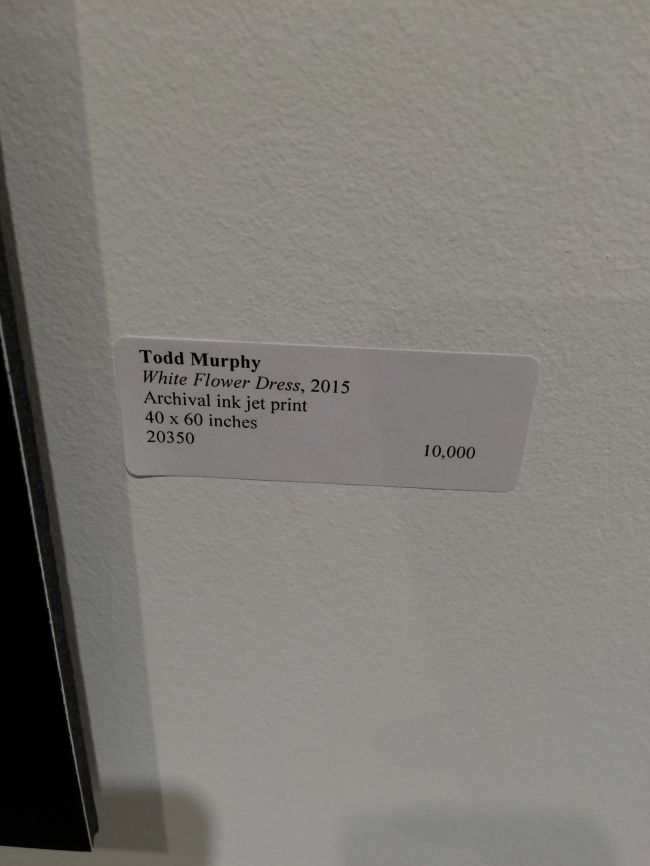 Todd Murphy
White Flower Dress, 2015
Archival ink jet print
40 x 60 inches
20350
10,000